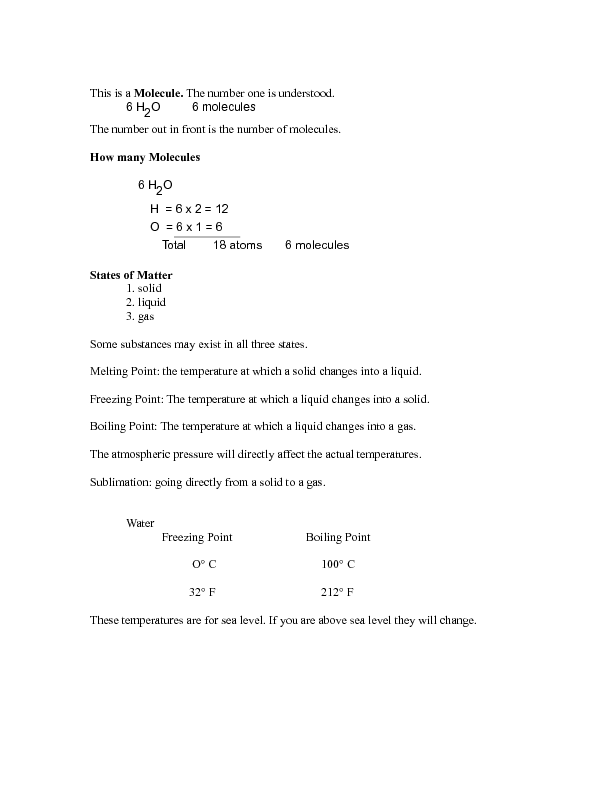 This is a Molecule. The number one is understood.
6 H2O 6 molecules
The number out in front is the number of molecules.
How many Molecules
6 H2O
H = 6 x 2 = 12
O = 6 x 1 = 6
Total 18 atoms 6 molecules
States of Matter
1. solid
2. liquid
3. gas
Some substances may exist in all three states.
Melting Point: the temperature at which a solid changes into a liquid.
Freezing Point: The temperature at which a liquid changes into a solid.
Boiling Point: The temperature at which a liquid changes into a gas.
The atmospheric pressure will directly affect the actual temperatures.
Sublimation: going directly from a solid to a gas.
Water
Freezing Point Boiling Point
O° C 100° C
32° F 212° F
These temperatures are for sea level. If you are above sea level they will change.